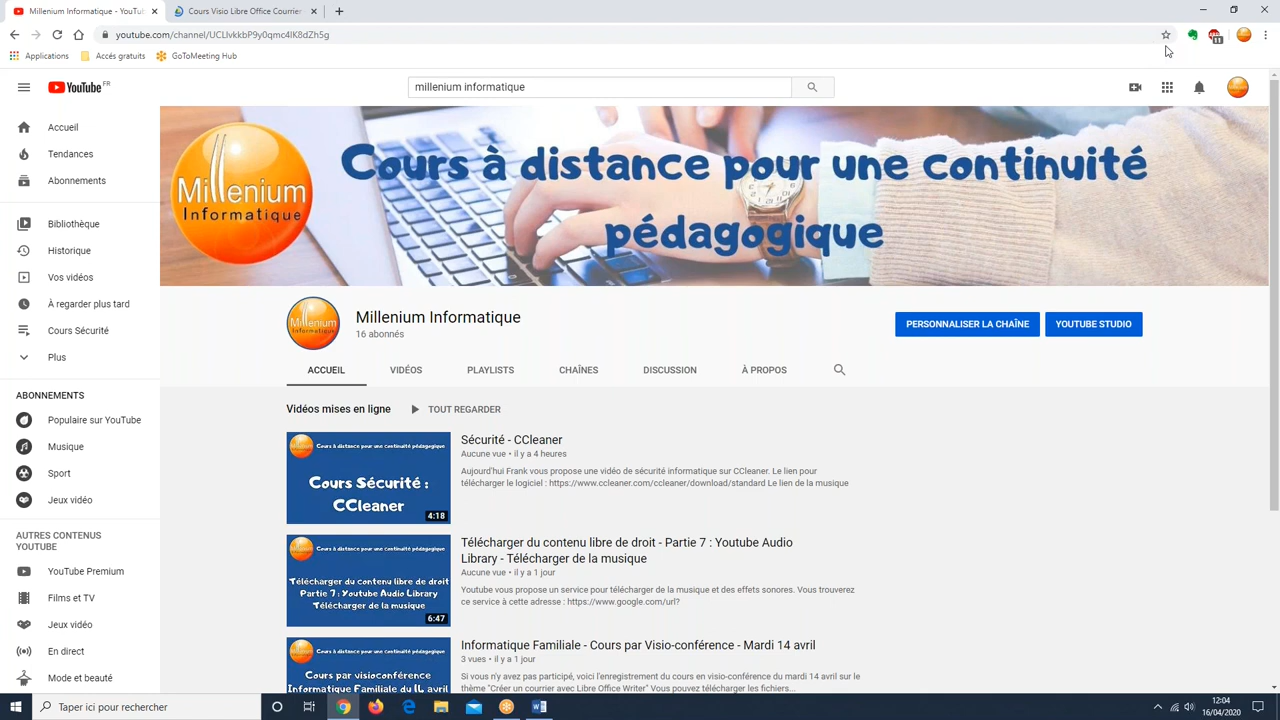 Millenium Informatique - YouTub
Cours Visio Libre Office Courrier
youtube.com/channel/UCLIvkkbP9y0qmc4IK8dZh5g
11
Applications
Accés gratuits
GoToMeeting Hub
YouTube FR
millenium informatique
Accueil
Tendances
Abonnements
Bibliothèque
Historique
Vos vidéos
À regarder plus tard
Cours Sécurité
Plus
ABONNEMENTS
Populaire sur YouTube
Musique
Sport
Jeux vidéo
AUTRES CONTENUS
YOUTUBE
YouTube Premium
Films et TV
Jeux vidéo
En direct
Mode et beauté
Millenium
Informatique
Cours à distance pour une continuité
pédagogique
Millenium
Informatique
Millenium Informatique
16 abonnés
PERSONNALISER LA CHAÎNE
YOUTUBE STUDIO
ACCUEIL
VIDÉOS
PLAYLISTS
CHAÎNES
DISCUSSION
À PROPOS
Vidéos mises en ligne
TOUT REGARDER
Cours à distance pour une continuité pédagogique
Cours Sécurité :
CCleaner
4:18
Sécurité - CCleaner
Aucune vue • il y a 4 heures
Aujourd'hui Frank vous propose une vidéo de sécurité informatique sur CCleaner. Le lien pour
télécharger le logiciel : https://www.ccleaner.com/ccleaner/download/standard Le lien de la musique
Cours à distance pour une continuité pédagogique
Télécharger du contenu libre de droit
Partie 7 : Youtube Audio Library
Télécharger de la musique
6:47
Télécharger du contenu libre de droit - Partie 7 : Youtube Audio
Library - Télécharger de la musique
Aucune vue • il y a 1 jour
Youtube vous propose un service pour télécharger de la musique et des effets sonores. Vous trouverez
ce service à cette adresse : https://www.google.com/url?
Cours à distance pour une continuité pédagogique
Cours par visioconférence
Informatique Familiale du 14 avril
Informatique Familiale - Cours par Visio-conférence - Mardi 14 avril
3 vues • il y a 1 jour
Si vous n'y avez pas participé, voici l'enregistrement du cours en visio-conférence du mardi 14 avril sur le
thème "Créer un courrier avec Libre Office Writer" Vous pouvez télécharger les fichiers...
Taper ici pour rechercher
12:04
16/04/2020